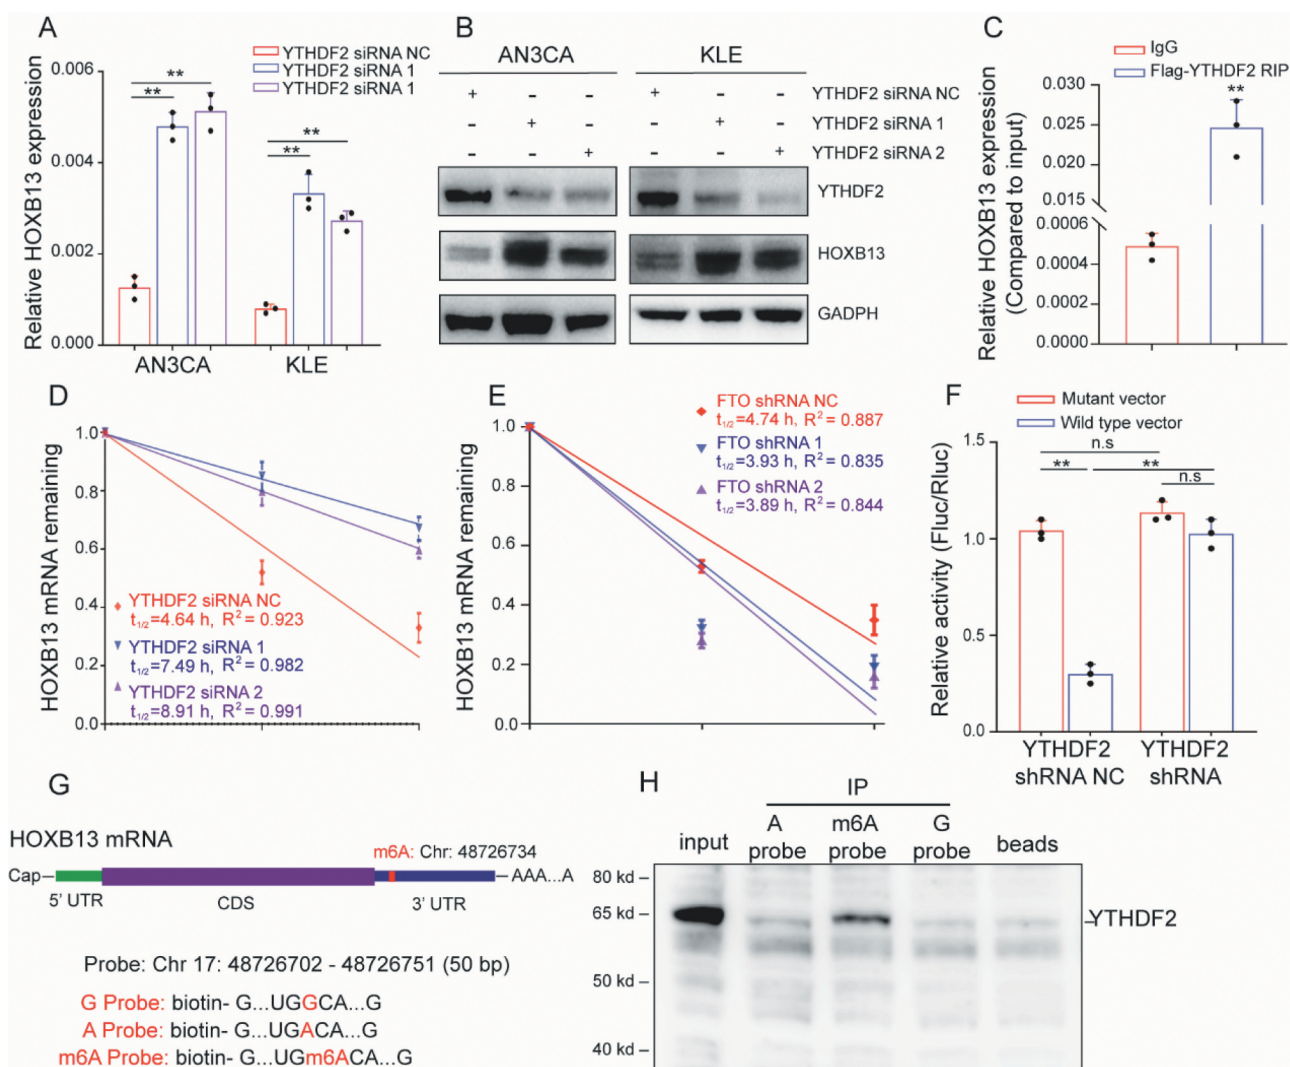 A
YTHDF2 siRNA NC
YTHDF2 siRNA 1
YTHDF2 siRNA 1
Relative HOXB13 expression
0.006
0.004
0.002
0.000
** **
** **
AN3CA KLE
B
AN3CA KLE
+ - - + - - YTHDF2 siRNA NC
- + - - + - YTHDF2 siRNA 1
- - + - - + YTHDF2 siRNA 2
YTHDF2
HOXB13
GADPH
C
IgG
Flag-YTHDF2 RIP
Relative HOXB13 expression
(Compared to input)
**
0.030
0.025
0.020
0.015
0.0006
0.0004
0.0002
0.0000
D
HOXB13 mRNA remaining
1.0
0.8
0.6
0.4
0.2
0.0
YTHDF2 siRNA NC
t1/2=4.64 h, R2 = 0.923
YTHDF2 siRNA 1
t1/2=7.49 h, R2 = 0.982
YTHDF2 siRNA 2
t1/2=8.91 h, R2 = 0.991
E
HOXB13 mRNA remaining
1.0
0.8
0.6
0.4
0.2
0.0
FTO shRNA NC
t1/2=4.74 h, R2 = 0.887
FTO shRNA 1
t1/2=3.93 h, R2 = 0.835
FTO shRNA 2
t1/2=3.89 h, R2 = 0.844
F
Mutant vector
Wild type vector
Relative activity (Fluc/Rluc)
1.5
1.0
0.5
0.0
n.s
** **
n.s
YTHDF2 YTHDF2
shRNA NC shRNA
G
HOXB13 mRNA
m6A: Chr: 48726734
Cap AAA...A
5' UTR CDS 3' UTR
Probe: Chr 17: 48726702 - 48726751 (50 bp)
G Probe: biotin- G...UGGCA...G
A Probe: biotin- G...UGACA...G
m6A Probe: biotin- G...UGm6ACA...G
H
IP
input A probe m6A probe G probe beads
80 kd
65 kd
50 kd
40 kd
YTHDF2